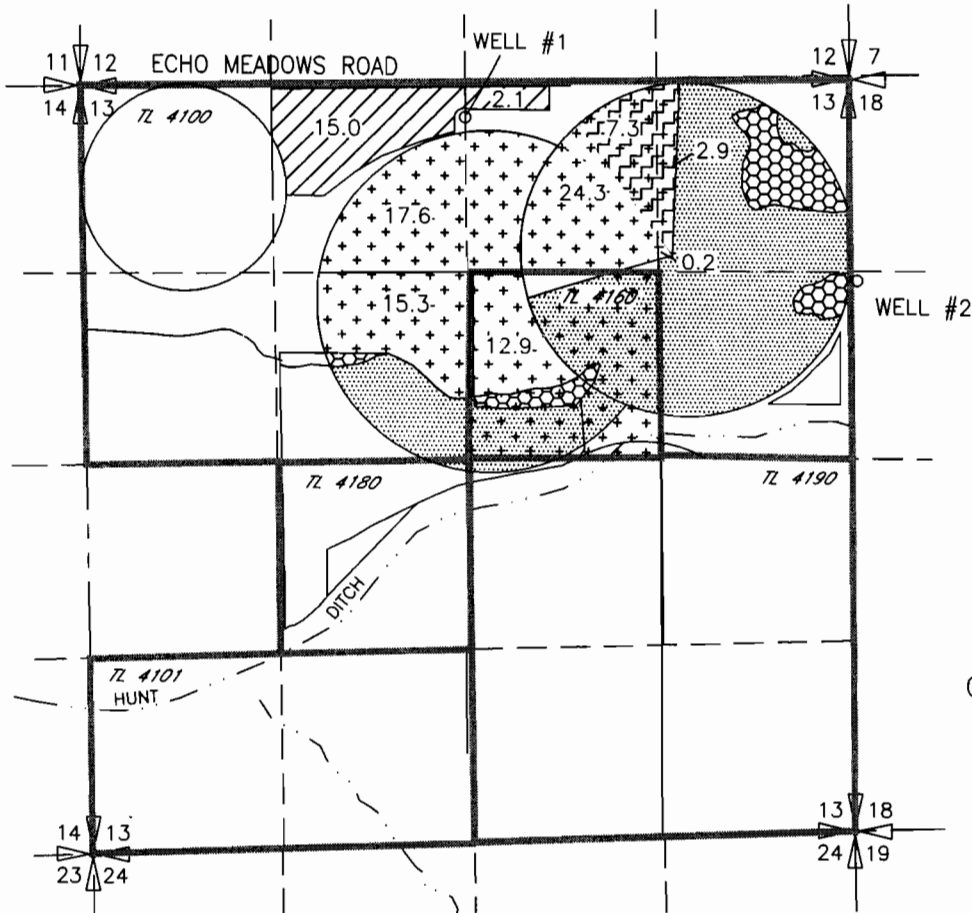 WELL #1
11 12
ECHO MEADOWS ROAD
12 7
14 13
TL 4100
13 18
15.0
2.1
7.3
2.9
24.3
17.6
0.2
TL 4160
WELL #2
15.3
12.9
TL 4180
TL 4190
DITCH
TL 4101
HUNT
14 13
13 18
23 24
24 19